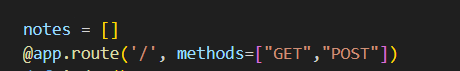 notes = []
@app.route('/', methods=["GET","POST"])